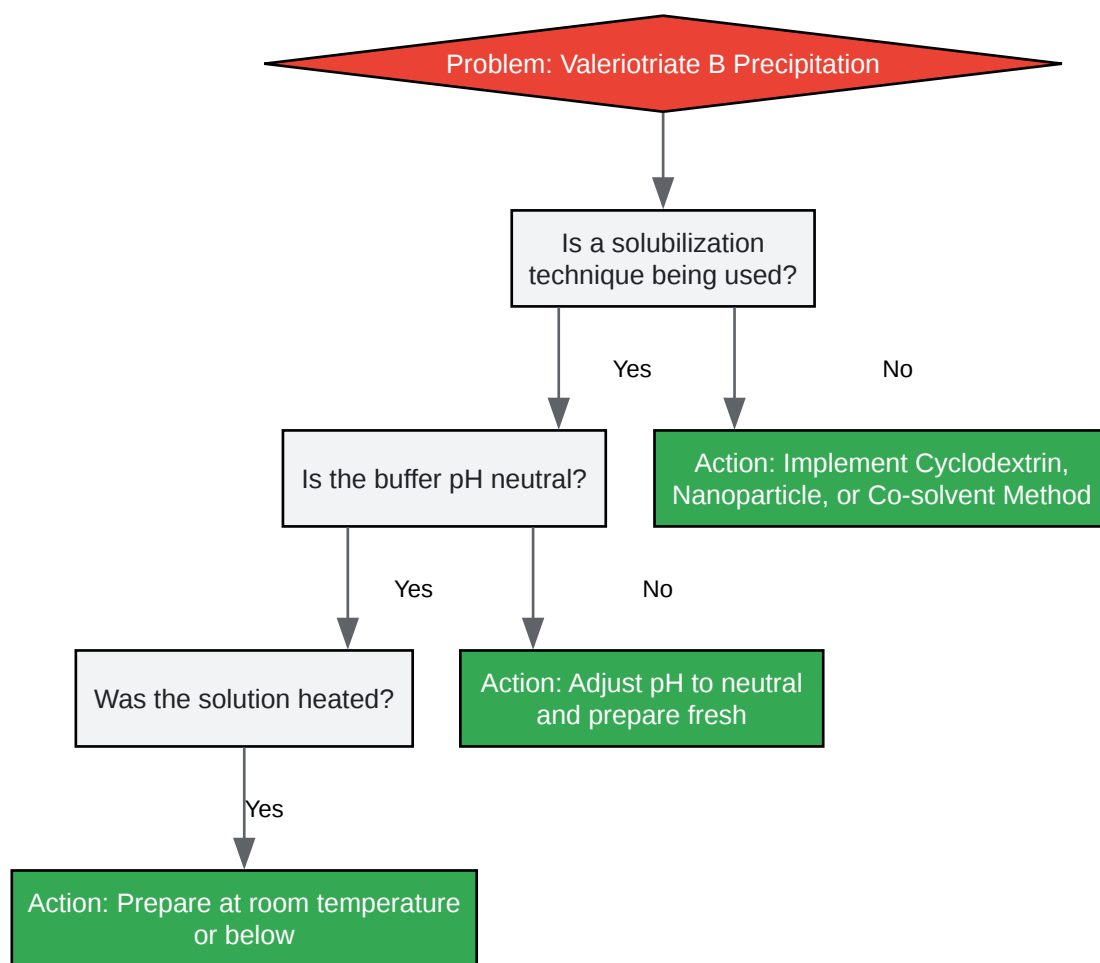 Problem: Valeriotriate B Precipitation
Is a solubilization
technique being used?
Yes
No
Is the buffer pH neutral?
Action: Implement Cyclodextrin,
Nanoparticle, or Co-solvent Method
Yes
No
Was the solution heated?
Action: Adjust pH to neutral
and prepare fresh
Yes
Action: Prepare at room temperature
or below